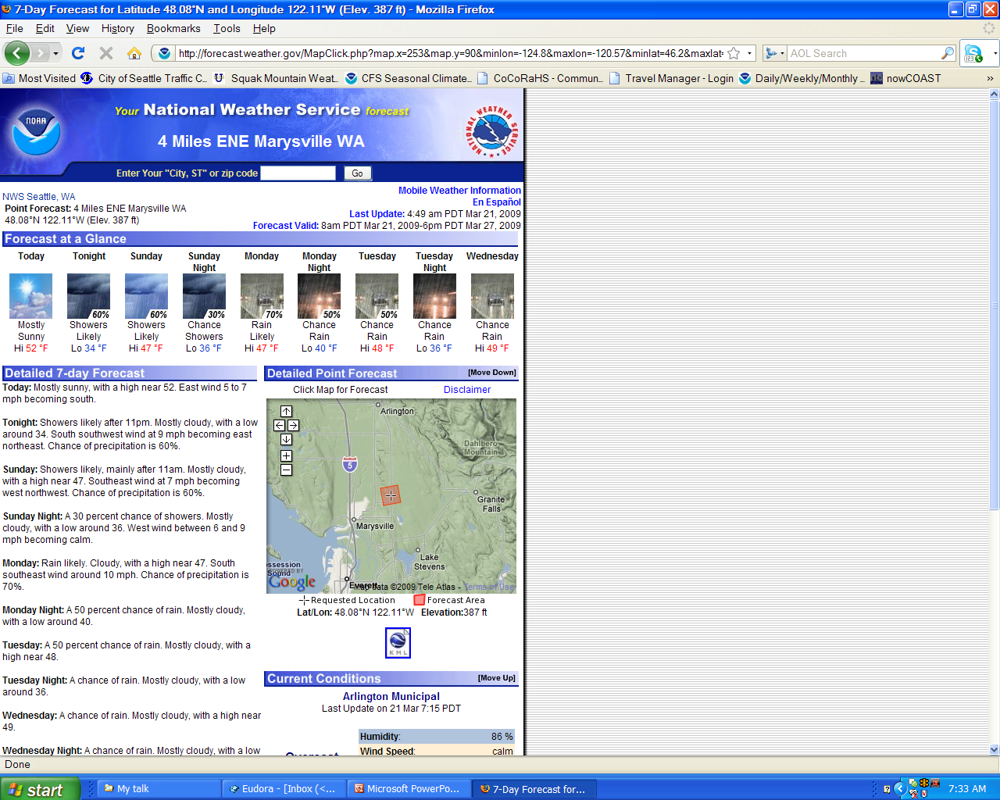 7-Day Forecast for Latitude 48.08°N and Longitude 122.11°W (Elev. 387 ft) - Mozilla Firefox
File Edit View History Bookmarks Tools Help
http://forecast.weather.gov/MapClick.php?map.x=253&map.y=90&minlon=-124.8&maxlon=-120.57&minlat=46.2&maxlat=
AOL Search
Most Visited City of Seattle Traffic C... Squak Mountain Weat... CFS Seasonal Climate... CoCoRaHS - Commun... Travel Manager - Login Daily/Weekly/Monthly ... nowCOAST »
NOAA
Your National Weather Service forecast
4 Miles ENE Marysville WA
NATIONAL WEATHER SERVICE
Enter Your "City, ST" or zip code Go
NWS Seattle, WA
Point Forecast: 4 Miles ENE Marysville WA
48.08°N 122.11°W (Elev. 387 ft)
Mobile Weather Information
En Español
Last Update: 4:49 am PDT Mar 21, 2009
Forecast Valid: 8am PDT Mar 21, 2009-6pm PDT Mar 27, 2009
Forecast at a Glance
Today Tonight Sunday Sunday Night Monday Monday Night Tuesday Tuesday Night Wednesday
60% 60% 30% 70% 50% 50%
Mostly Sunny Showers Likely Showers Likely Chance Showers Rain Likely Chance Rain Chance Rain Chance Rain Chance Rain
Hi 52 °F Lo 34 °F Hi 47 °F Lo 36 °F Hi 47 °F Lo 40 °F Hi 48 °F Lo 36 °F Hi 49 °F
Detailed 7-day Forecast
Today: Mostly sunny, with a high near 52. East wind 5 to 7
mph becoming south.
Tonight: Showers likely after 11pm. Mostly cloudy, with a low
around 34. South southwest wind at 9 mph becoming east
northeast. Chance of precipitation is 60%.
Sunday: Showers likely, mainly after 11am. Mostly cloudy,
with a high near 47. Southeast wind at 7 mph becoming
west northwest. Chance of precipitation is 60%.
Sunday Night: A 30 percent chance of showers. Mostly
cloudy, with a low around 36. West wind between 6 and 9
mph becoming calm.
Monday: Rain likely. Cloudy, with a high near 47. South
southeast wind around 10 mph. Chance of precipitation is
70%.
Monday Night: A 50 percent chance of rain. Mostly cloudy,
with a low around 40.
Tuesday: A 50 percent chance of rain. Mostly cloudy, with a
high near 48.
Tuesday Night: A chance of rain. Mostly cloudy, with a low
around 36.
Wednesday: A chance of rain. Mostly cloudy, with a high near
49.
Wednesday Night: A chance of rain. Mostly cloudy, with a low
Detailed Point Forecast [Move Down]
Click Map for Forecast Disclaimer
Arlington
Dahlberg
Mountain
5
Granite
Falls
Marysville
Lake
Stevens
ssession
Sound
POWERED BY
Google
Everett
Map data ©2009 Tele Atlas - Terms of Use
Requested Location Forecast Area
Lat/Lon: 48.08°N 122.11°W Elevation:387 ft
KML
Current Conditions [Move Up]
Arlington Municipal
Last Update on 21 Mar 7:15 PDT
Humidity: 86 %
Wind Speed: calm
Overcast
Done
start My talk Eudora - [Inbox (<... Microsoft PowerPo... 7-Day Forecast for... 7:33 AM